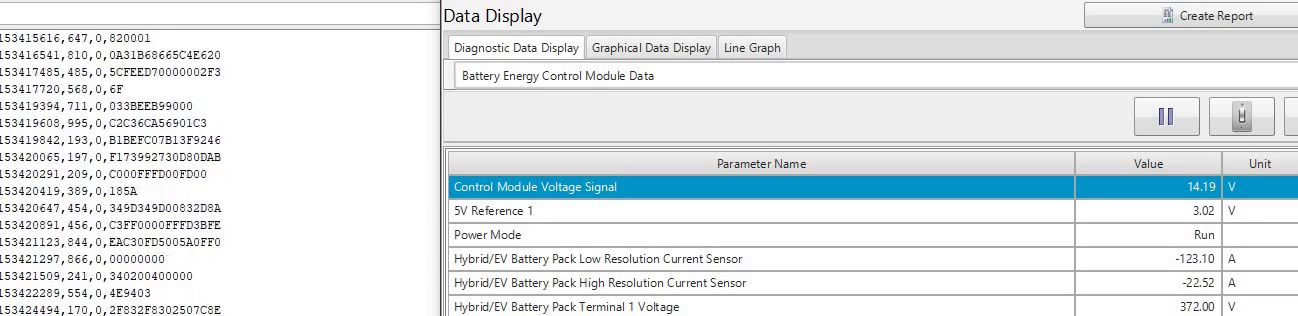 153415616,647,0,820001
153416541,810,0,0A31B68665C4E620
153417485,485,0,5CFEED70000002F3
153417720,568,0,6F
153419394,711,0,033BEEB99000
153419608,995,0,C2C36CA56901C3
153419842,193,0,B1BEFC07B13F9246
153420065,197,0,F173992730D80DAB
153420291,209,0,C000FFFD00FD00
153420419,389,0,185A
153420647,454,0,349D349D00832D8A
153420891,456,0,C3FF0000FFFD3BFE
153421123,844,0,EAC30FD5005A0FF0
153421297,866,0,00000000
153421509,241,0,340200400000
153422289,554,0,4E9403
153424494,170,0,2F832F8302507C8E
Data Display
Create Report
Diagnostic Data Display Graphical Data Display Line Graph
Battery Energy Control Module Data
Parameter Name Value Unit
Control Module Voltage Signal 14.19 V
5V Reference 1 3.02 V
Power Mode Run
Hybrid/EV Battery Pack Low Resolution Current Sensor -123.10 A
Hybrid/EV Battery Pack High Resolution Current Sensor -22.52 A
Hybrid/EV Battery Pack Terminal 1 Voltage 372.00 V